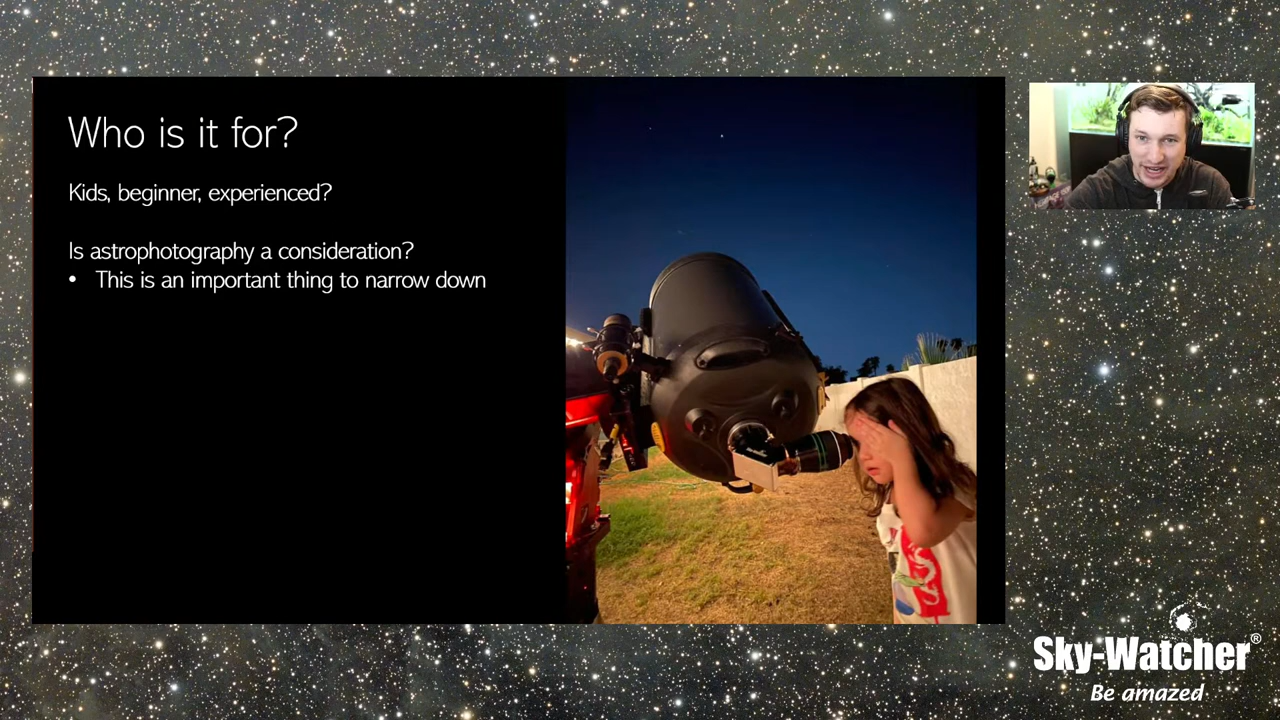 Who is it for?
Kids, beginner, experienced?
Is astrophotography a consideration?
• This is an important thing to narrow down
Sky-Watcher®
Be amazed